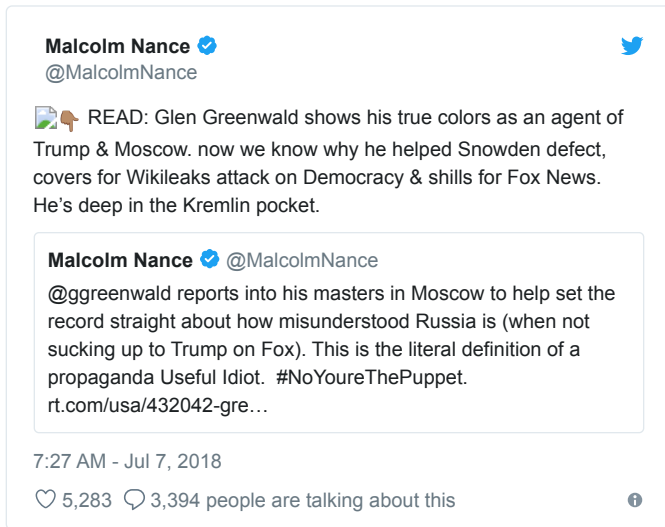 Malcolm Nance
@MalcolmNance
READ: Glen Greenwald shows his true colors as an agent of
Trump & Moscow. now we know why he helped Snowden defect,
covers for Wikileaks attack on Democracy & shills for Fox News.
He’s deep in the Kremlin pocket.
Malcolm Nance @MalcolmNance
@ggreenwald reports into his masters in Moscow to help set the
record straight about how misunderstood Russia is (when not
sucking up to Trump on Fox). This is the literal definition of a
propaganda Useful Idiot. #NoYoureThePuppet.
rt.com/usa/432042-gre…
7:27 AM - Jul 7, 2018
5,283 3,394 people are talking about this